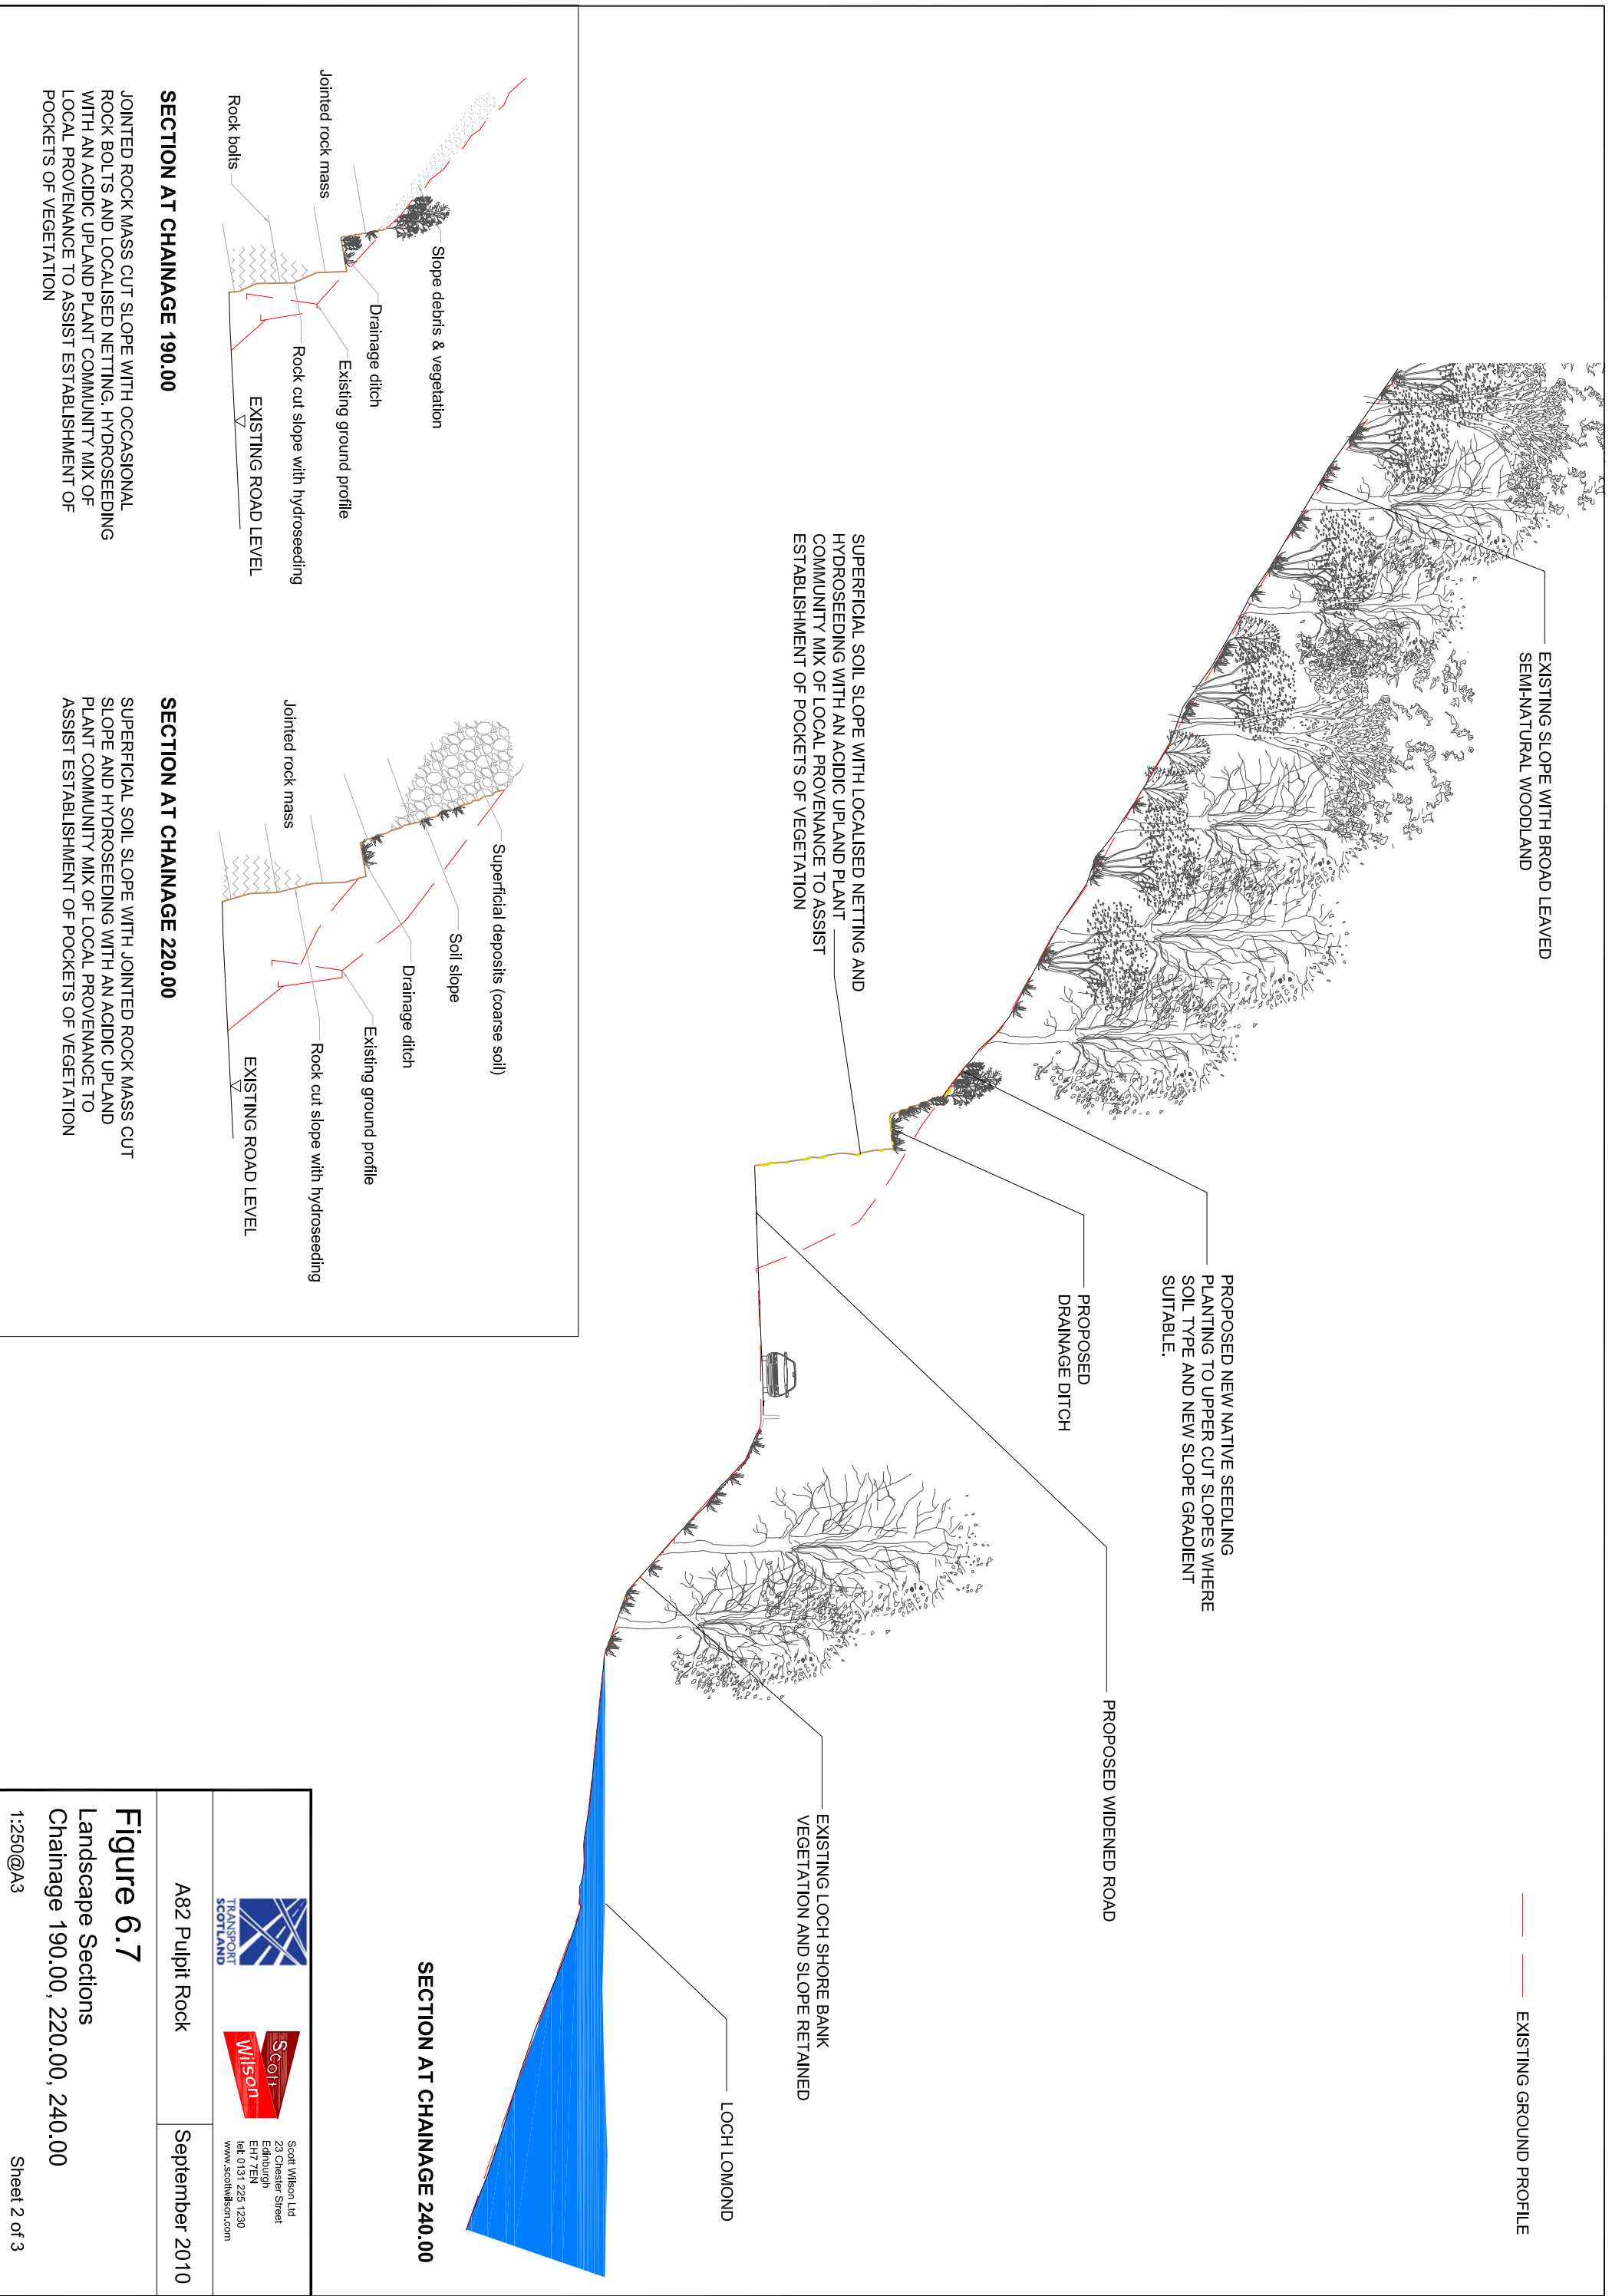 EXISTING GROUND PROFILE
EXISTING SLOPE WITH BROAD LEAVED
SEMI-NATURAL WOODLAND
PROPOSED NEW NATIVE SEEDLING
PLANTING TO UPPER CUT SLOPES WHERE
SOIL TYPE AND NEW SLOPE GRADIENT
SUITABLE.
PROPOSED
DRAINAGE DITCH
PROPOSED WIDENED ROAD
SUPERFICIAL SOIL SLOPE WITH LOCALISED NETTING AND
HYDROSEEDING WITH AN ACIDIC UPLAND PLANT
COMMUNITY MIX OF LOCAL PROVENANCE TO ASSIST
ESTABLISHMENT OF POCKETS OF VEGETATION
EXISTING LOCH SHORE BANK
VEGETATION AND SLOPE RETAINED
LOCH LOMOND
SECTION AT CHAINAGE 240.00
Jointed rock mass
Rock bolts
Slope debris & vegetation
Drainage ditch
Existing ground profile
Rock cut slope with hydroseeding
EXISTING ROAD LEVEL
SECTION AT CHAINAGE 190.00
JOINTED ROCK MASS CUT SLOPE WITH OCCASIONAL
ROCK BOLTS AND LOCALISED NETTING. HYDROSEEDING
WITH AN ACIDIC UPLAND PLANT COMMUNITY MIX OF
LOCAL PROVENANCE TO ASSIST ESTABLISHMENT OF
POCKETS OF VEGETATION
Jointed rock mass
Superficial deposits (coarse soil)
Soil slope
Drainage ditch
Existing ground profile
Rock cut slope with hydroseeding
EXISTING ROAD LEVEL
SECTION AT CHAINAGE 220.00
SUPERFICIAL SOIL SLOPE WITH JOINTED ROCK MASS CUT
SLOPE AND HYDROSEEDING WITH AN ACIDIC UPLAND
PLANT COMMUNITY MIX OF LOCAL PROVENANCE TO
ASSIST ESTABLISHMENT OF POCKETS OF VEGETATION
TRANSPORT
SCOTLAND
Scott
Wilson
Scott Wilson Ltd
23 Chester Street
Edinburgh
EH7 7EN
tel: 0131 225 1230
www.scottwilson.com
A82 Pulpit Rock
September 2010
Figure 6.7
Landscape Sections
Chainage 190.00, 220.00, 240.00
1:250@A3
Sheet 2 of 3